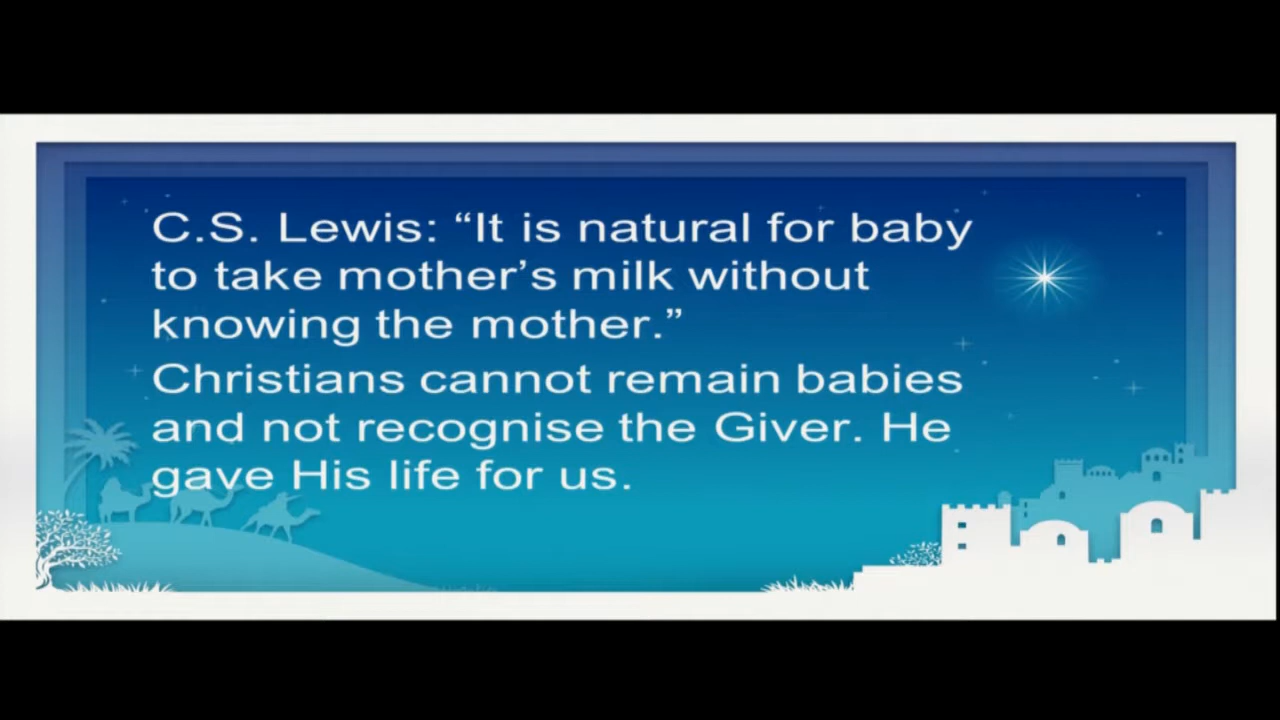 C.S. Lewis: “It is natural for baby
to take mother’s milk without
knowing the mother.”
Christians cannot remain babies
and not recognise the Giver. He
gave His life for us.